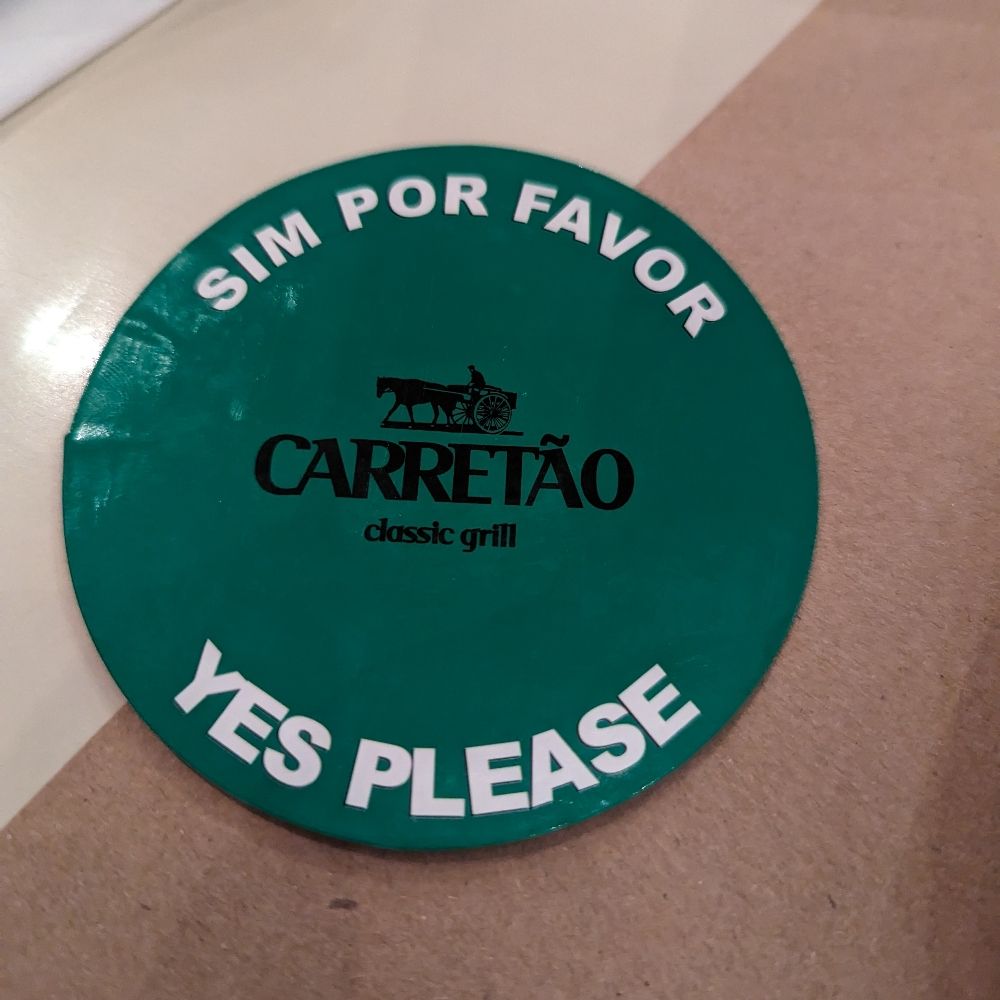 SIM POR FAVOR
CARRETÃO
classic grill
YES PLEASE